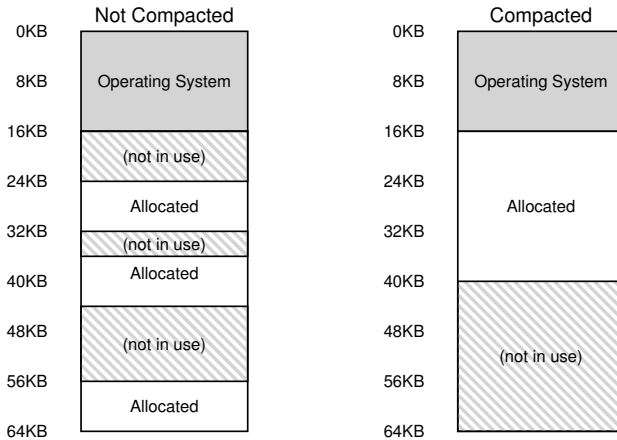 Not Compacted
0KB
8KB
16KB
24KB
32KB
40KB
48KB
56KB
64KB
Operating System
(not in use)
Allocated
(not in use)
Allocated
(not in use)
Allocated
Compacted
0KB
8KB
16KB
24KB
32KB
40KB
48KB
56KB
64KB
Operating System
Allocated
(not in use)